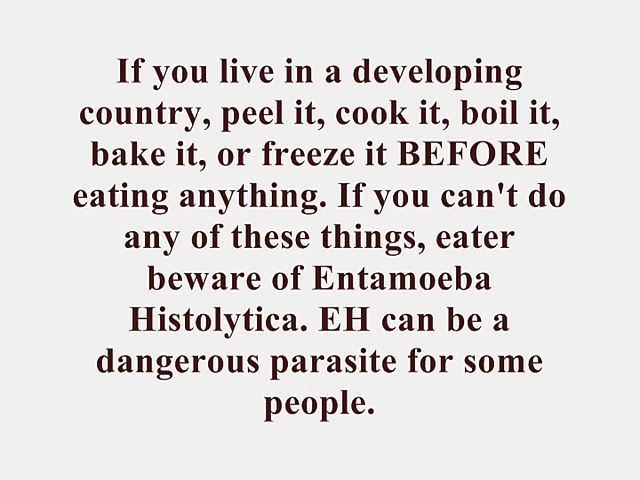 If you live in a developing
country, peel it, cook it, boil it,
bake it, or freeze it BEFORE
eating anything. If you can't do
any of these things, eater
beware of Entamoeba
Histolytica. EH can be a
dangerous parasite for some
people.